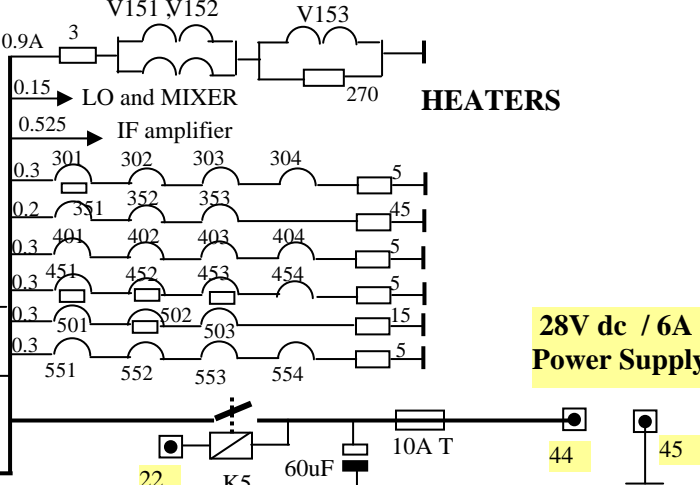 V151 ,V152
V153
0.9A
3
270
0.15
LO and MIXER
HEATERS
0.525
IF amplifier
0.3 301 302 303 304 5
0.2 351 352 353 45
0.3 401 402 403 404 5
0.3 451 452 453 454 5
0.3 501 502 503 15
0.3 551 552 553 554 5
28V dc / 6A
Power Supply
10A T
44
45
22
K5
60uF